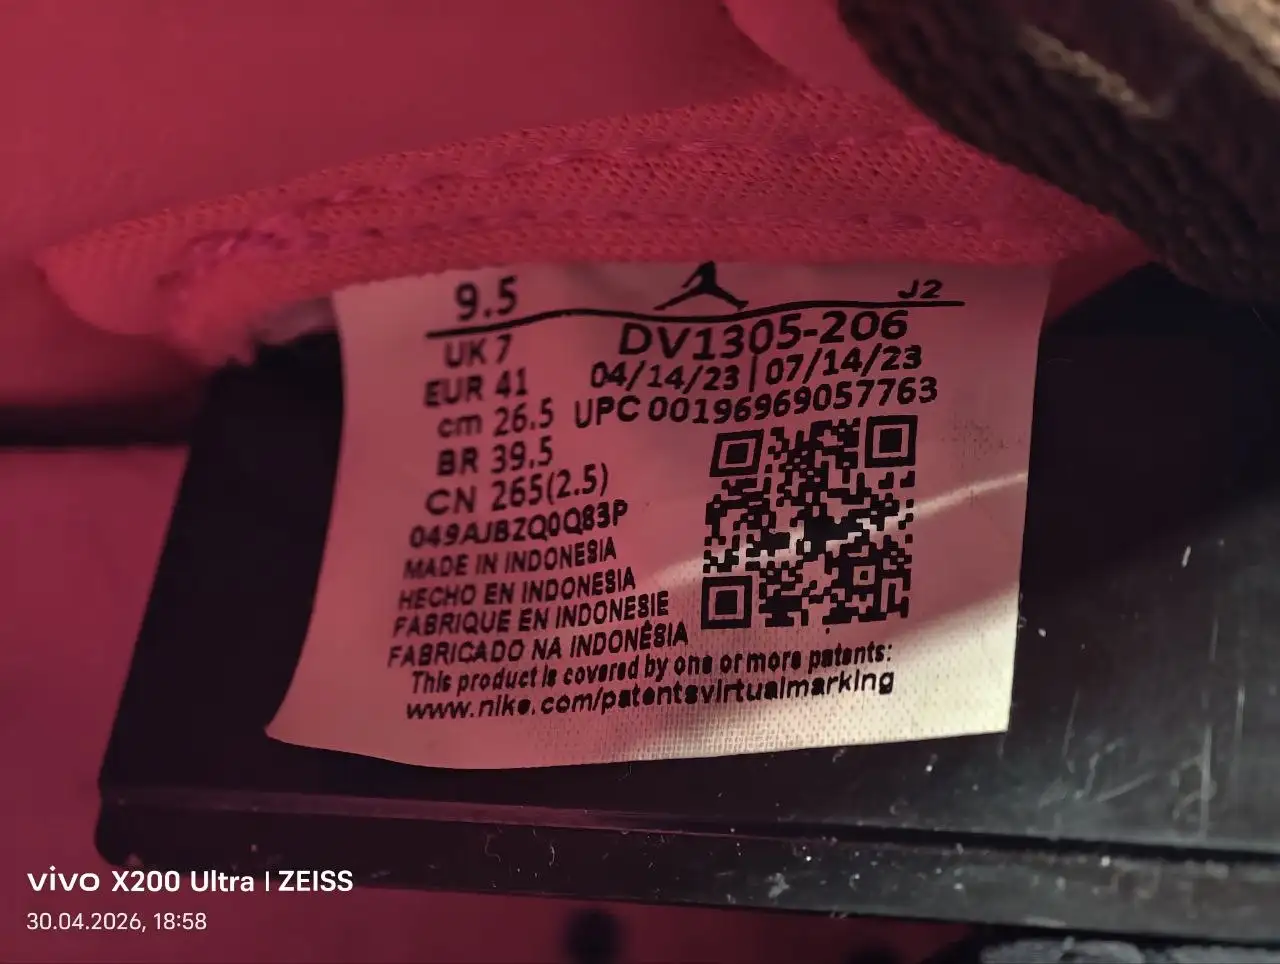 9.5
J2
UK 7
EUR 41
cm 26.5
BR 39.5
CN 265(2.5)
DV1305-206
04/14/23 | 07/14/23
UPC 00196969057763
049AJBZQ0Q83P
MADE IN INDONESIA
HECHO EN INDONESIA
FABRIQUE EN INDONESIE
FABRICADO NA INDONÉSIA
This product is covered by one or more patents:
www.nike.com/patentsvirtualmarking
vivo X200 Ultra | ZEISS
30.04.2026, 18:58